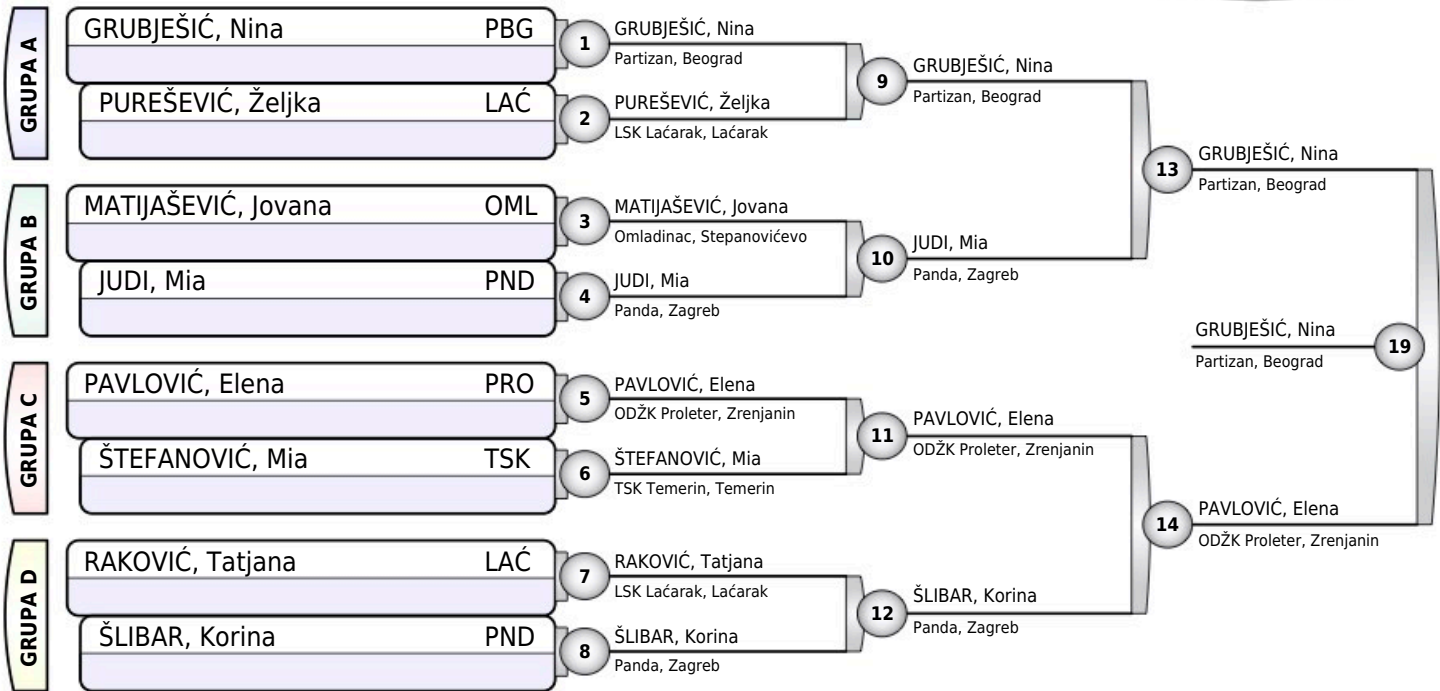 GRUPA A
GRUBJEŠIĆ, Nina PBG
PUREŠEVIĆ, Željka LAĆ
GRUPA B
MATIJAŠEVIĆ, Jovana OML
JUDI, Mia PND
GRUPA C
PAVLOVIĆ, Elena PRO
ŠTEFANOVIĆ, Mia TSK
GRUPA D
RAKOVIĆ, Tatjana LAĆ
ŠLIBAR, Korina PND
1
GRUBJEŠIĆ, Nina
Partizan, Beograd
2
PUREŠEVIĆ, Željka
LSK Laćarak, Laćarak
3
MATIJAŠEVIĆ, Jovana
Omladinac, Stepanovićevo
4
JUDI, Mia
Panda, Zagreb
5
PAVLOVIĆ, Elena
ODŽK Proleter, Zrenjanin
6
ŠTEFANOVIĆ, Mia
TSK Temerin, Temerin
7
RAKOVIĆ, Tatjana
LSK Laćarak, Laćarak
8
ŠLIBAR, Korina
Panda, Zagreb
9
GRUBJEŠIĆ, Nina
Partizan, Beograd
10
JUDI, Mia
Panda, Zagreb
11
PAVLOVIĆ, Elena
ODŽK Proleter, Zrenjanin
12
ŠLIBAR, Korina
Panda, Zagreb
13
GRUBJEŠIĆ, Nina
Partizan, Beograd
14
PAVLOVIĆ, Elena
ODŽK Proleter, Zrenjanin
GRUBJEŠIĆ, Nina
Partizan, Beograd
19